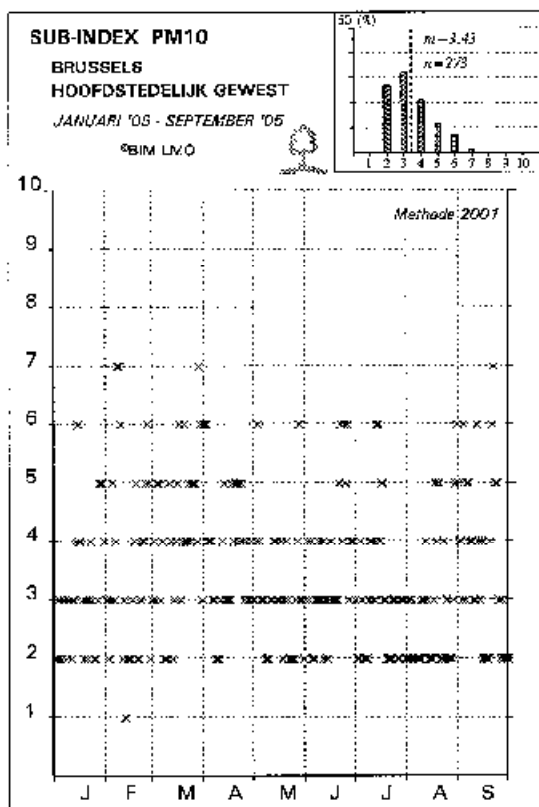 SUB-INDEX PM10
BRUSSELS
HOOFDSTEDELIJK GEWEST
JANUARI '05 - SEPTEMBER '05
©BIM LMO
50 (%)
m=3.43
n=273
1 2 3 4 5 6 7 8 9 10
Methode 2001
10
9
8
7
6
5
4
3
2
1
J F M A M J J A S